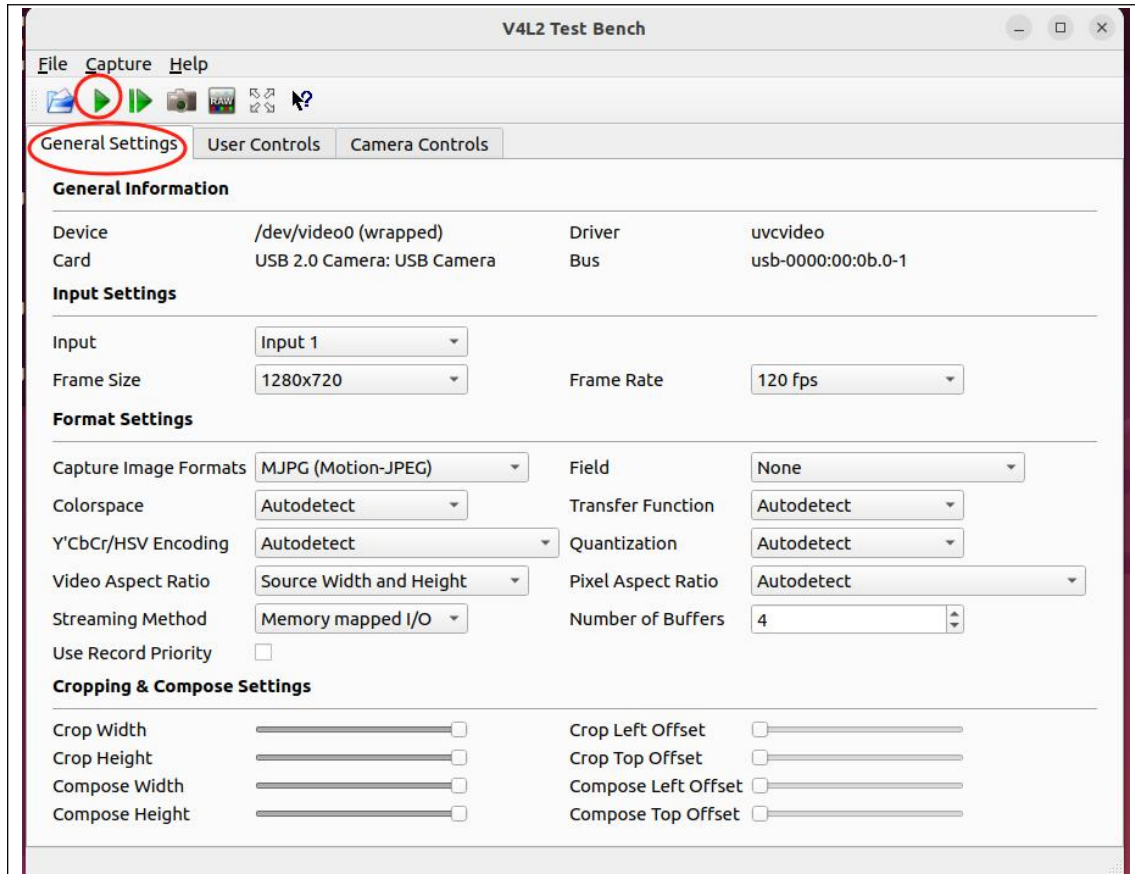 V4L2 Test Bench
File Capture Help
RAW
General Settings User Controls Camera Controls
General Information
Device /dev/video0 (wrapped) Driver uvcvideo
Card USB 2.0 Camera: USB Camera Bus usb-0000:00:0b.0-1
Input Settings
Input Input 1
Frame Size 1280x720 Frame Rate 120 fps
Format Settings
Capture Image Formats MJPG (Motion-JPEG) Field None
Colorspace Autodetect Transfer Function Autodetect
Y'CbCr/HSV Encoding Autodetect Quantization Autodetect
Video Aspect Ratio Source Width and Height Pixel Aspect Ratio Autodetect
Streaming Method Memory mapped I/O Number of Buffers 4
Use Record Priority
Cropping & Compose Settings
Crop Width Crop Left Offset
Crop Height Crop Top Offset
Compose Width Compose Left Offset
Compose Height Compose Top Offset